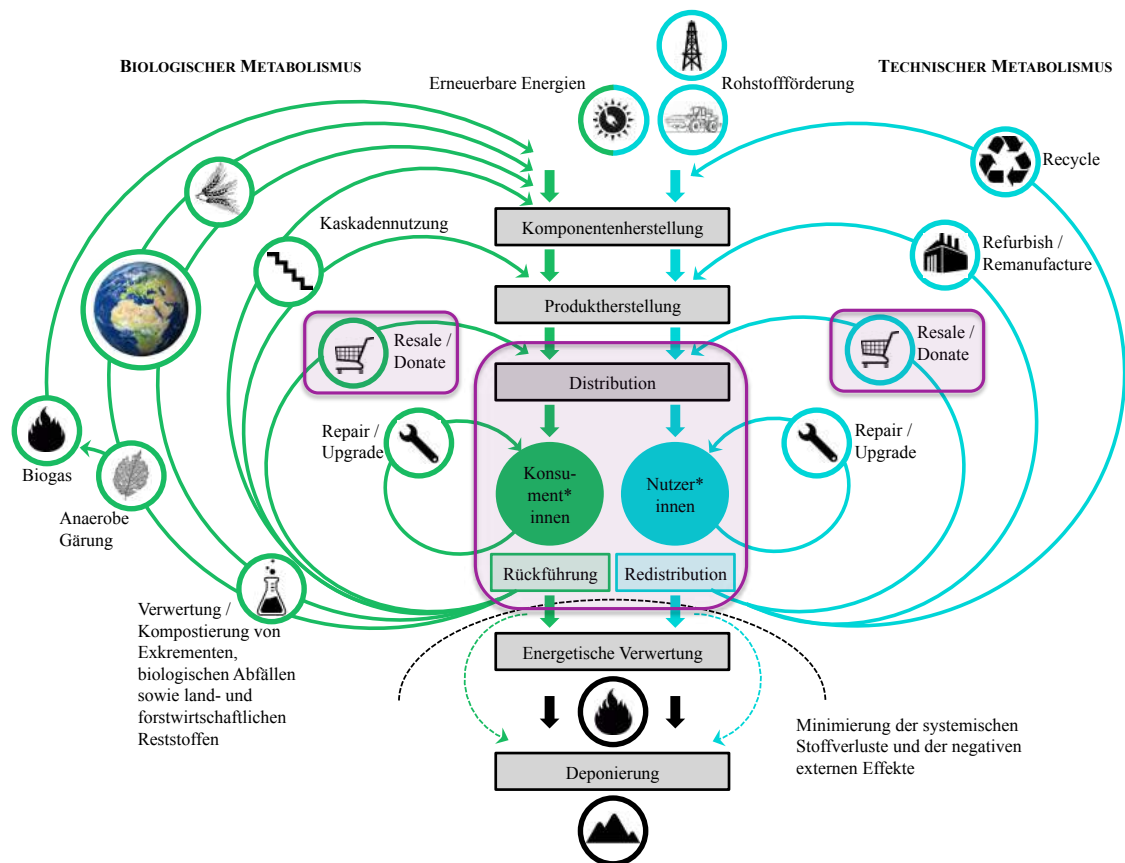 BIOLOGISCHER METABOLISMUS
TECHNISCHER METABOLISMUS
Erneuerbare Energien
Rohstoffförderung
Recycle
Kaskadennutzung
Komponentenherstellung
Refurbish /
Remanufacture
Produktherstellung
Resale /
Donate
Resale /
Donate
Distribution
Repair /
Upgrade
Repair /
Upgrade
Konsu-
ment*
innen
Nutzer*
innen
Biogas
Anaerobe
Gärung
Rückführung
Redistribution
Verwertung /
Kompostierung von
Exkrementen,
biologischen Abfällen
sowie land- und
forstwirtschaftlichen
Reststoffen
Energetische Verwertung
Minimierung der systemischen
Stoffverluste und der negativen
externen Effekte
Deponierung